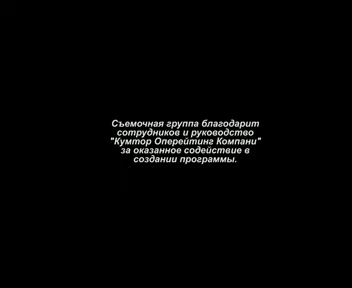 Съемочная группа благодарит
сотрудников и руководство
"Кумтор Оперейтинг Компани"
за оказанное содействие в
создании программы.